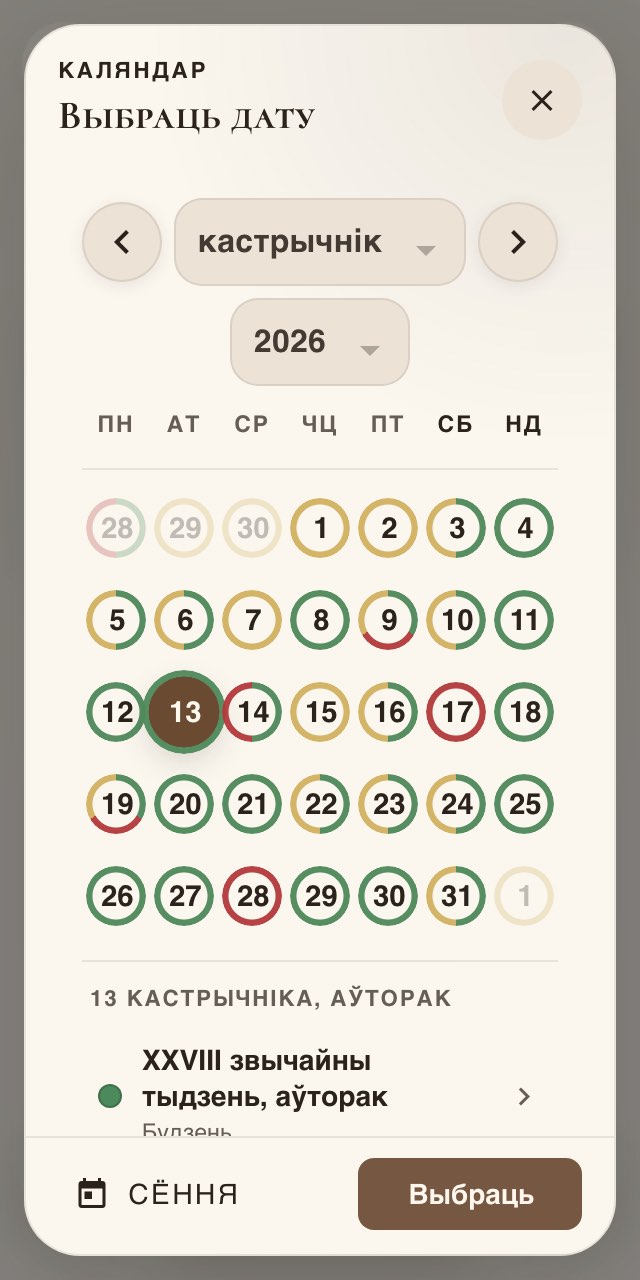 КАЛЯНДАР
Выбраць дату
кастрычнік
2026
ПН АТ СР ЧЦ ПТ СБ НД
28 29 30 1 2 3 4
5 6 7 8 9 10 11
12 13 14 15 16 17 18
19 20 21 22 23 24 25
26 27 28 29 30 31 1
13 КАСТРЫЧНІКА, АЎТОРАК
XXVIII звычайны
тыдзень, аўторак
Будзень
СЁННЯ
Выбраць